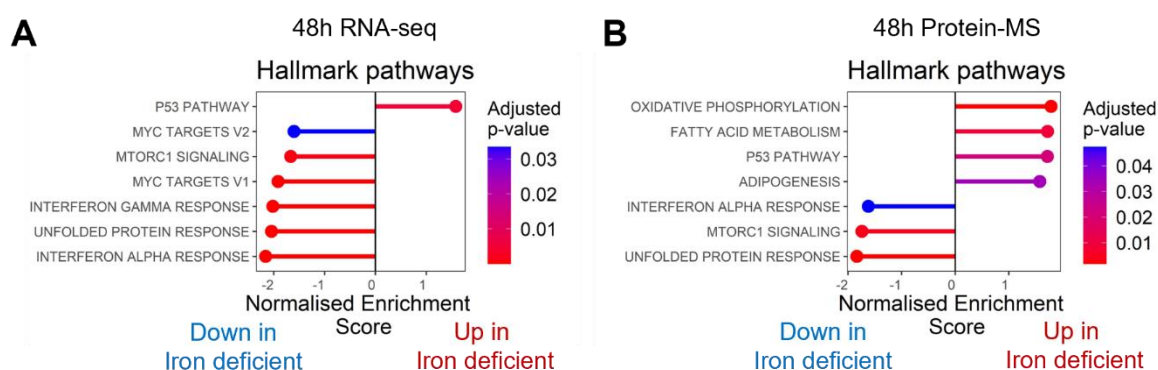 A
48h RNA-seq
Hallmark pathways
P53 PATHWAY
MYC TARGETS V2
MTORC1 SIGNALING
MYC TARGETS V1
INTERFERON GAMMA RESPONSE
UNFOLDED PROTEIN RESPONSE
INTERFERON ALPHA RESPONSE
-2
-1
0
1
Normalised Enrichment
Score
Adjusted
p-value
0.03
0.02
0.01
Down in
Iron deficient
Up in
Iron deficient
B
48h Protein-MS
Hallmark pathways
OXIDATIVE PHOSPHORYLATION
FATTY ACID METABOLISM
P53 PATHWAY
ADIPOGENESIS
INTERFERON ALPHA RESPONSE
MTORC1 SIGNALING
UNFOLDED PROTEIN RESPONSE
-2
-1
0
1
Normalised Enrichment
Score
Adjusted
p-value
0.04
0.03
0.02
0.01
Down in
Iron deficient
Up in
Iron deficient